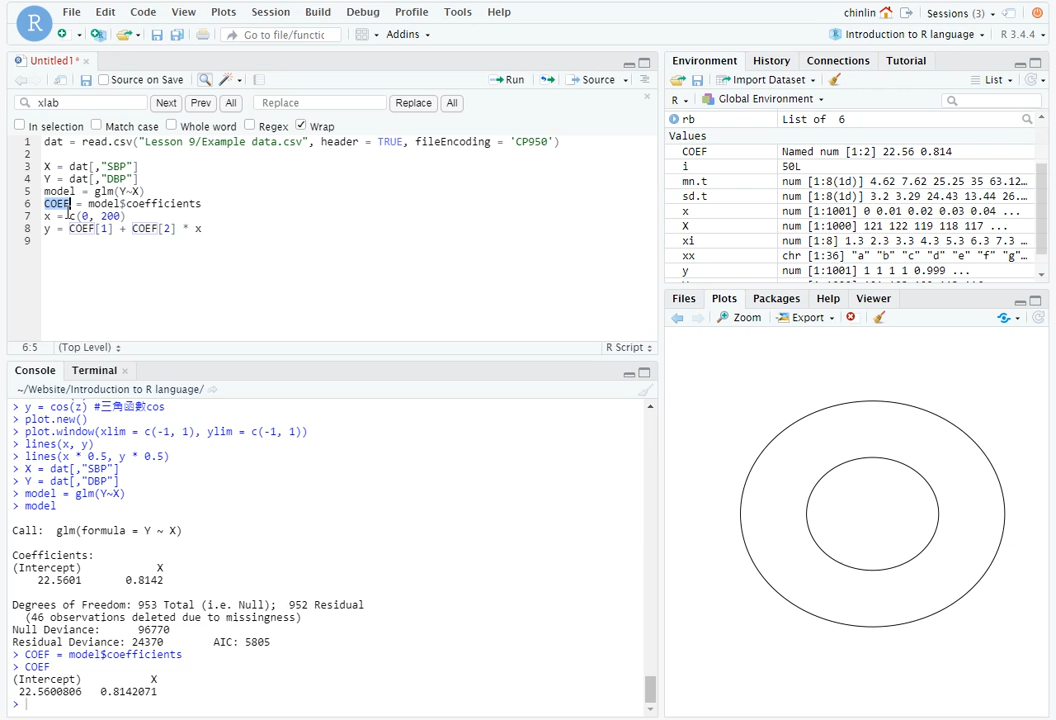 File Edit Code View Plots Session Build Debug Profile Tools Help
chinlin Sessions (3)
Go to file/function Addins
Introduction to R language R 3.4.4
Untitled1*
Source on Save Run Source
xlab Next Prev All Replace Replace All
In selection Match case Whole word Regex Wrap
1 dat = read.csv("Lesson 9/Example data.csv", header = TRUE, fileEncoding = 'CP950')
2
3 X = dat[,"SBP"]
4 Y = dat[,"DBP"]
5 model = glm(Y~X)
6 COEF = model$coefficients
7 x = c(0, 200)
8 y = COEF[1] + COEF[2] * x
9
6:5 (Top Level) R Script
Console Terminal
~/Website/Introduction to R language/
> y = cos(z) #三角函數cos
> plot.new()
> plot.window(xlim = c(-1, 1), ylim = c(-1, 1))
> lines(x, y)
> lines(x * 0.5, y * 0.5)
> X = dat[,"SBP"]
> Y = dat[,"DBP"]
> model = glm(Y~X)
> model
Call: glm(formula = Y ~ X)
Coefficients:
(Intercept) X
22.5601 0.8142
Degrees of Freedom: 953 Total (i.e. Null); 952 Residual
(46 observations deleted due to missingness)
Null Deviance: 96770
Residual Deviance: 24370 AIC: 5805
> COEF = model$coefficients
> COEF
(Intercept) X
22.5600806 0.8142071
>
Environment History Connections Tutorial
Import Dataset List
R Global Environment
rb List of 6
Values
COEF Named num [1:2] 22.56 0.814
i 50L
mn.t num [1:8(1d)] 4.62 7.62 25.25 35 63.12…
sd.t num [1:8(1d)] 3.2 3.29 24.43 13.44 26.…
x num [1:1001] 0 0.01 0.02 0.03 0.04 ...
X num [1:1000] 121 122 119 118 117 ...
xi num [1:8] 1.3 2.3 3.3 4.3 5.3 6.3 7.3 …
xx chr [1:36] "a" "b" "c" "d" "e" "f" "g"…
y num [1:1001] 1 1 1 1 0.999 ...
Files Plots Packages Help Viewer
Zoom Export